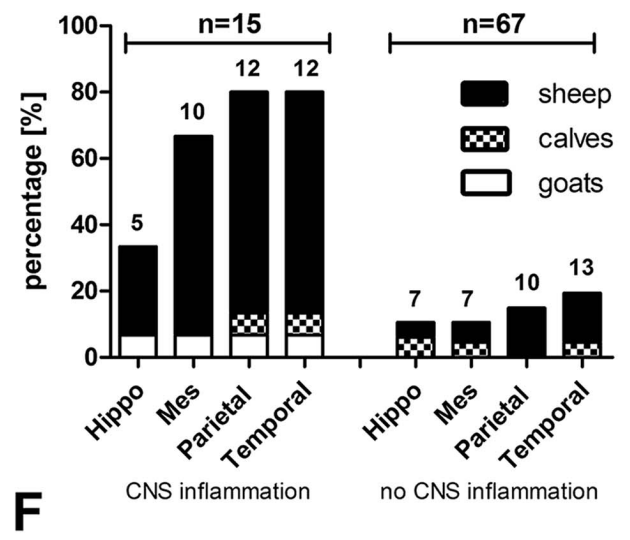 n=15
n=67
percentage [%]
100
80
60
40
20
0
5
10
12
12
7
7
10
13
sheep
calves
goats
Hippo
Mes
Parietal
Temporal
Hippo
Mes
Parietal
Temporal
CNS inflammation
no CNS inflammation
F